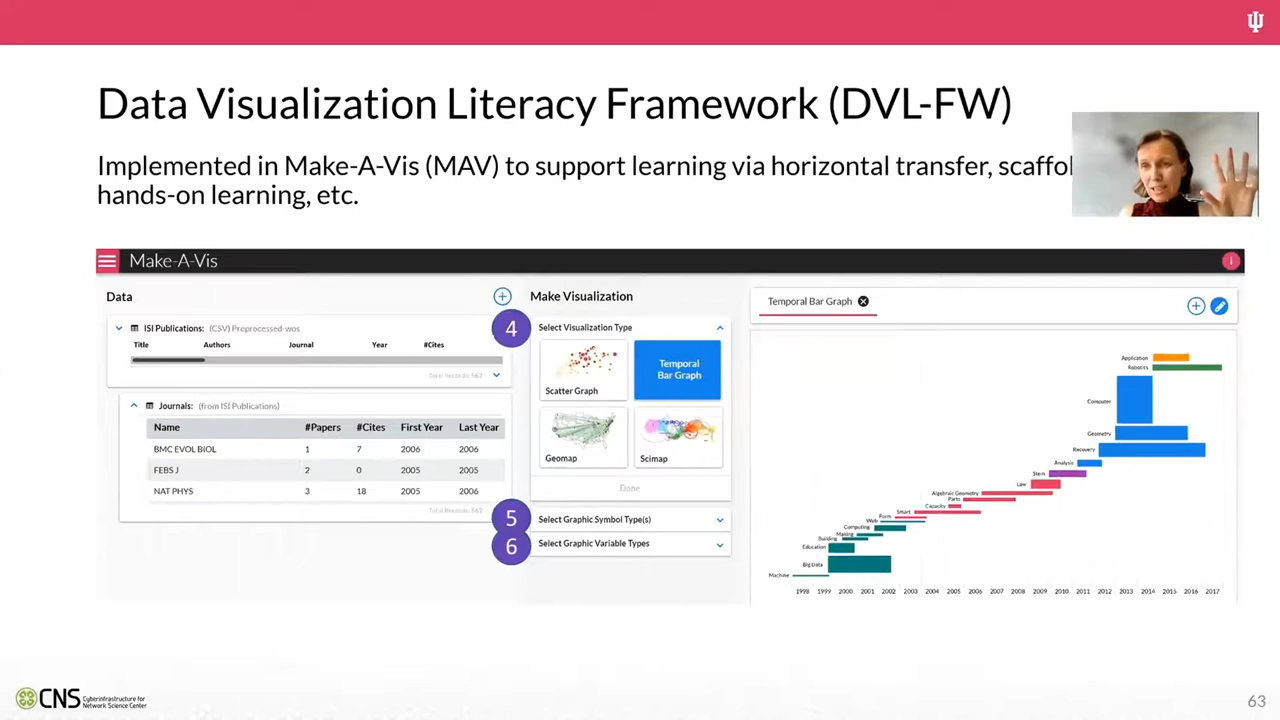 Data Visualization Literacy Framework (DVL-FW)
Implemented in Make-A-Vis (MAV) to support learning via horizontal transfer, scaffol
hands-on learning, etc.
Make-A-Vis
i
Data
ISI Publications: (CSV) Preprocessed-wos
Title Authors Journal Year #Cites
Total Records: 562
Journals: (from ISI Publications)
Name #Papers #Cites First Year Last Year
BMC EVOL BIOL 1 7 2006 2006
FEBS J 2 0 2005 2005
NAT PHYS 3 18 2005 2006
Total Records: 562
Make Visualization
4 Select Visualization Type
Scatter Graph
Temporal
Bar Graph
Geomap
Scimap
Done
5 Select Graphic Symbol Type(s)
6 Select Graphic Variable Types
Temporal Bar Graph
Application
Robotics
Computer
Geometry
Recovery
Analysis
Stem
Law
Algebraic Geometry
Parts
Capacity
Smart
Form
Web
Computing
Making
Building
Education
Big Data
Machine
1998 1999 2000 2001 2002 2003 2004 2005 2006 2007 2008 2009 2010 2011 2012 2013 2014 2015 2016 2017
CNS Cyberinfrastructure for
Network Science Center
63